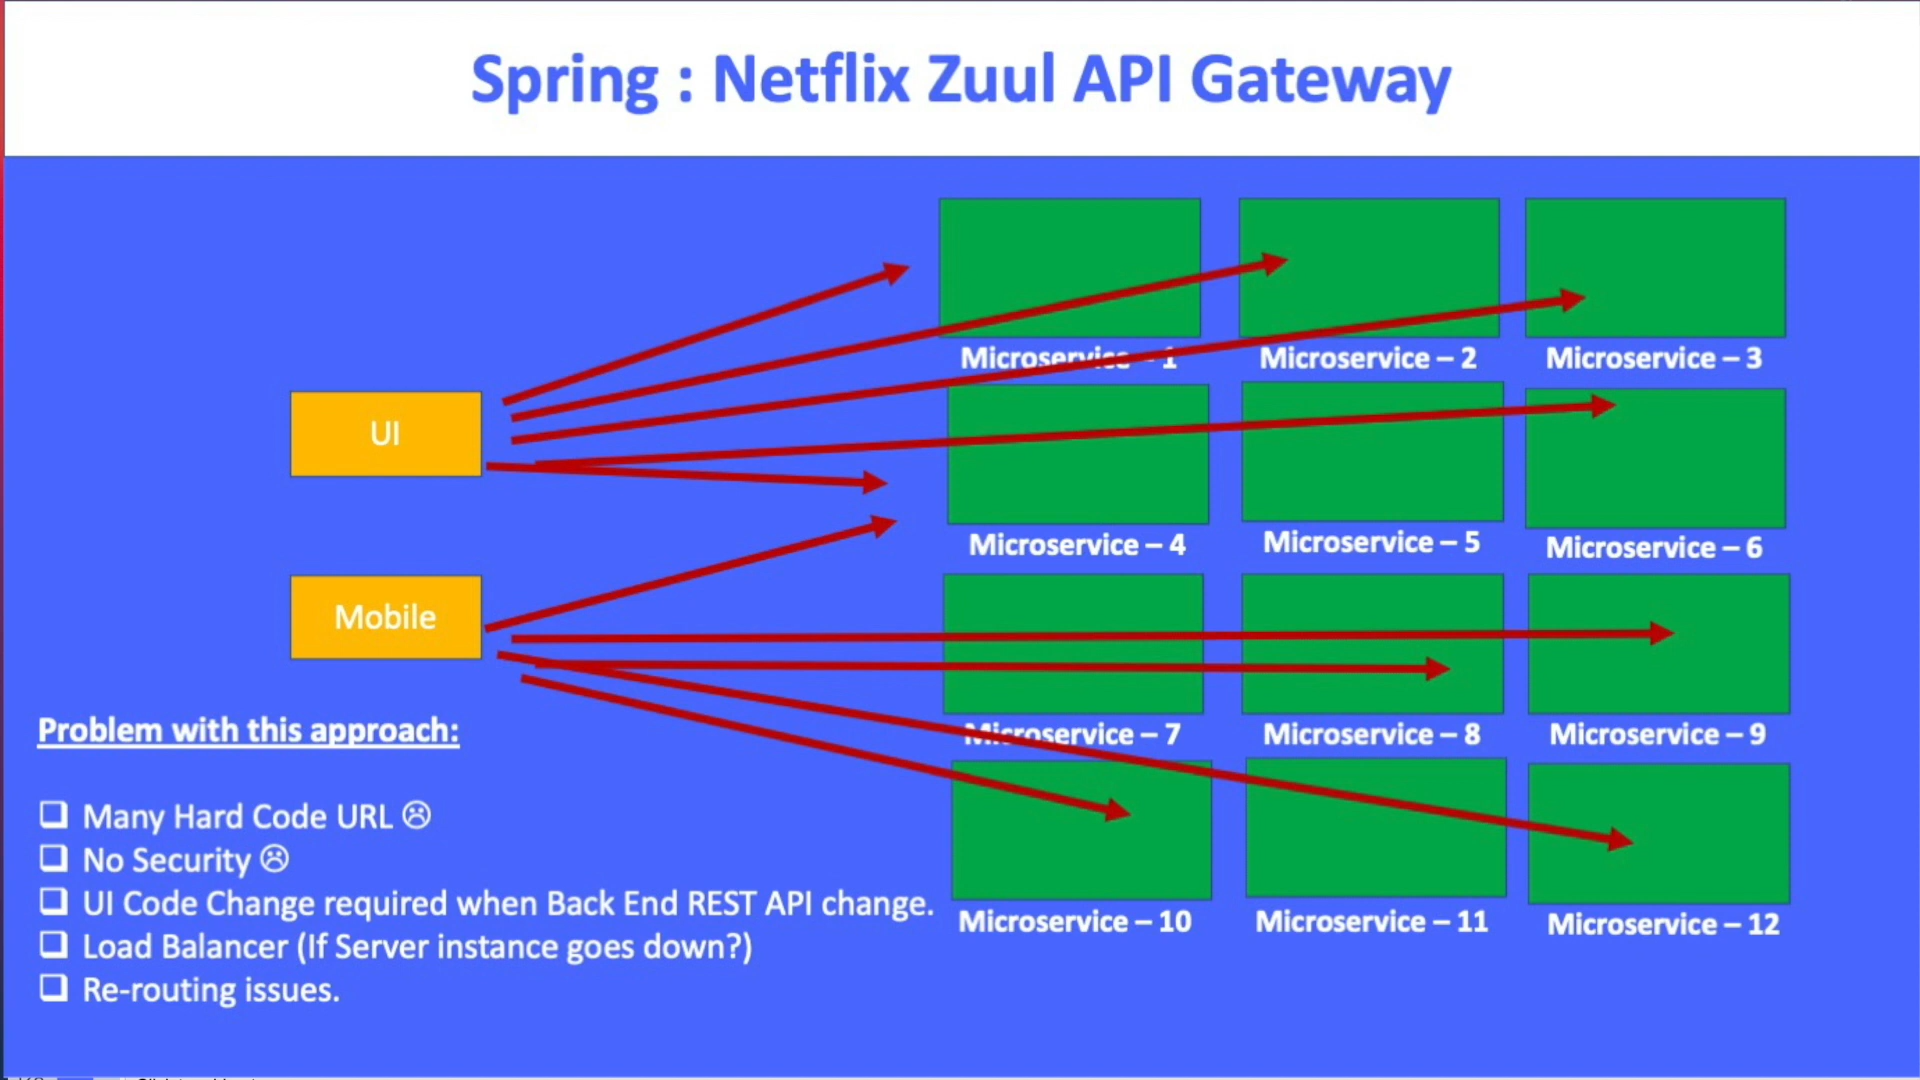 Spring : Netflix Zuul API Gateway
Microservice – 1
Microservice – 2
Microservice – 3
UI
Microservice – 4
Microservice – 5
Microservice – 6
Mobile
Microservice – 7
Microservice – 8
Microservice – 9
Problem with this approach:
Many Hard Code URL ☹
No Security ☹
UI Code Change required when Back End REST API change.
Load Balancer (If Server instance goes down?)
Re-routing issues.
Microservice – 10
Microservice – 11
Microservice – 12